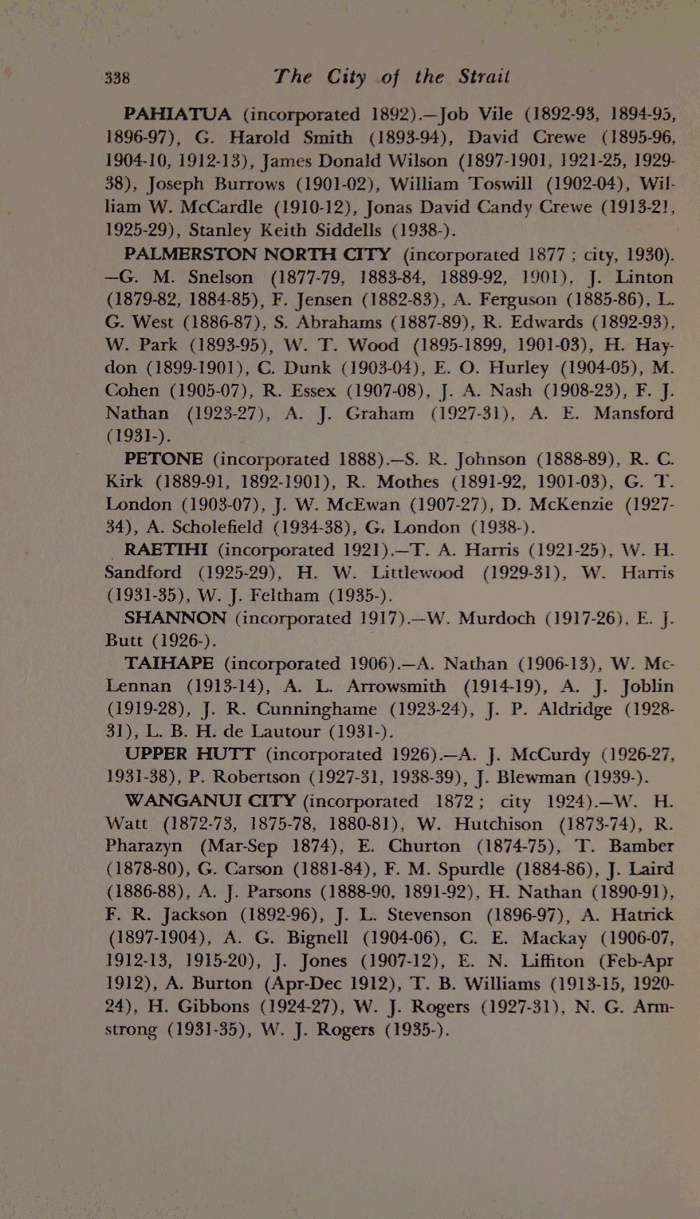 338 The City of the Strait
PAHIATUA (incorporated 1892).—Job Vile (1892-93, 1894-95,
1896-97), G. Harold Smith (1893-94), David Crewe (1895-96,
1904-10, 1912-13), James Donald Wilson (1897-1901, 1921-25, 1929-
38), Joseph Burrows (1901-02), William Toswill (1902-04), Wil-
liam W. McCardle (1910-12), Jonas David Candy Crewe (1913-21,
1925-29), Stanley Keith Siddells (1938-).
PALMERSTON NORTH CITY (incorporated 1877 ; city, 1930).
—G. M. Snelson (1877-79, 1883-84, 1889-92, 1901), J. Linton
(1879-82, 1884-85), F. Jensen (1882-83), A. Ferguson (1885-86), L.
G. West (1886-87), S. Abrahams (1887-89), R. Edwards (1892-93),
W. Park (1893-95), W. T. Wood (1895-1899, 1901-03), H. Hay-
don (1899-1901), C. Dunk (1903-04), E. O. Hurley (1904-05), M.
Cohen (1905-07), R. Essex (1907-08), J. A. Nash (1908-23), F. J.
Nathan (1923-27), A. J. Graham (1927-31), A. E. Mansford
(1931-).
PETONE (incorporated 1888).—S. R. Johnson (1888-89), R. C.
Kirk (1889-91, 1892-1901), R. Mothes (1891-92, 1901-03), G. T.
London (1903-07), J. W. McEwan (1907-27), D. McKenzie (1927-
34), A. Scholefield (1934-38), G. London (1938-).
RAETIHI (incorporated 1921).—T. A. Harris (1921-25), W. H.
Sandford (1925-29), H. W. Littlewood (1929-31), W. Harris
(1931-35), W. J. Feltham (1935-).
SHANNON (incorporated 1917).—W. Murdoch (1917-26), E. J.
Butt (1926-).
TAIHAPE (incorporated 1906).—A. Nathan (1906-13), W. Mc-
Lennan (1913-14), A. L. Arrowsmith (1914-19), A. J. Joblin
(1919-28), J. R. Cunninghame (1923-24), J. P. Aldridge (1928-
31), L. B. H. de Lautour (1931-).
UPPER HUTT (incorporated 1926).—A. J. McCurdy (1926-27,
1931-38), P. Robertson (1927-31, 1938-39), J. Blewman (1939-).
WANGANUI CITY (incorporated 1872 ; city 1924).—W. H.
Watt (1872-73, 1875-78, 1880-81), W. Hutchison (1873-74), R.
Pharazyn (Mar-Sep 1874), E. Churton (1874-75), T. Bamber
(1878-80), G. Carson (1881-84), F. M. Spurdle (1884-86), J. Laird
(1886-88), A. J. Parsons (1888-90, 1891-92), H. Nathan (1890-91),
F. R. Jackson (1892-96), J. L. Stevenson (1896-97), A. Hatrick
(1897-1904), A. G. Bignell (1904-06), C. E. Mackay (1906-07,
1912-13, 1915-20), J. Jones (1907-12), E. N. Liffiton (Feb-Apr
1912), A. Burton (Apr-Dec 1912), T. B. Williams (1913-15, 1920-
24), H. Gibbons (1924-27), W. J. Rogers (1927-31), N. G. Arm-
strong (1931-35), W. J. Rogers (1935-).